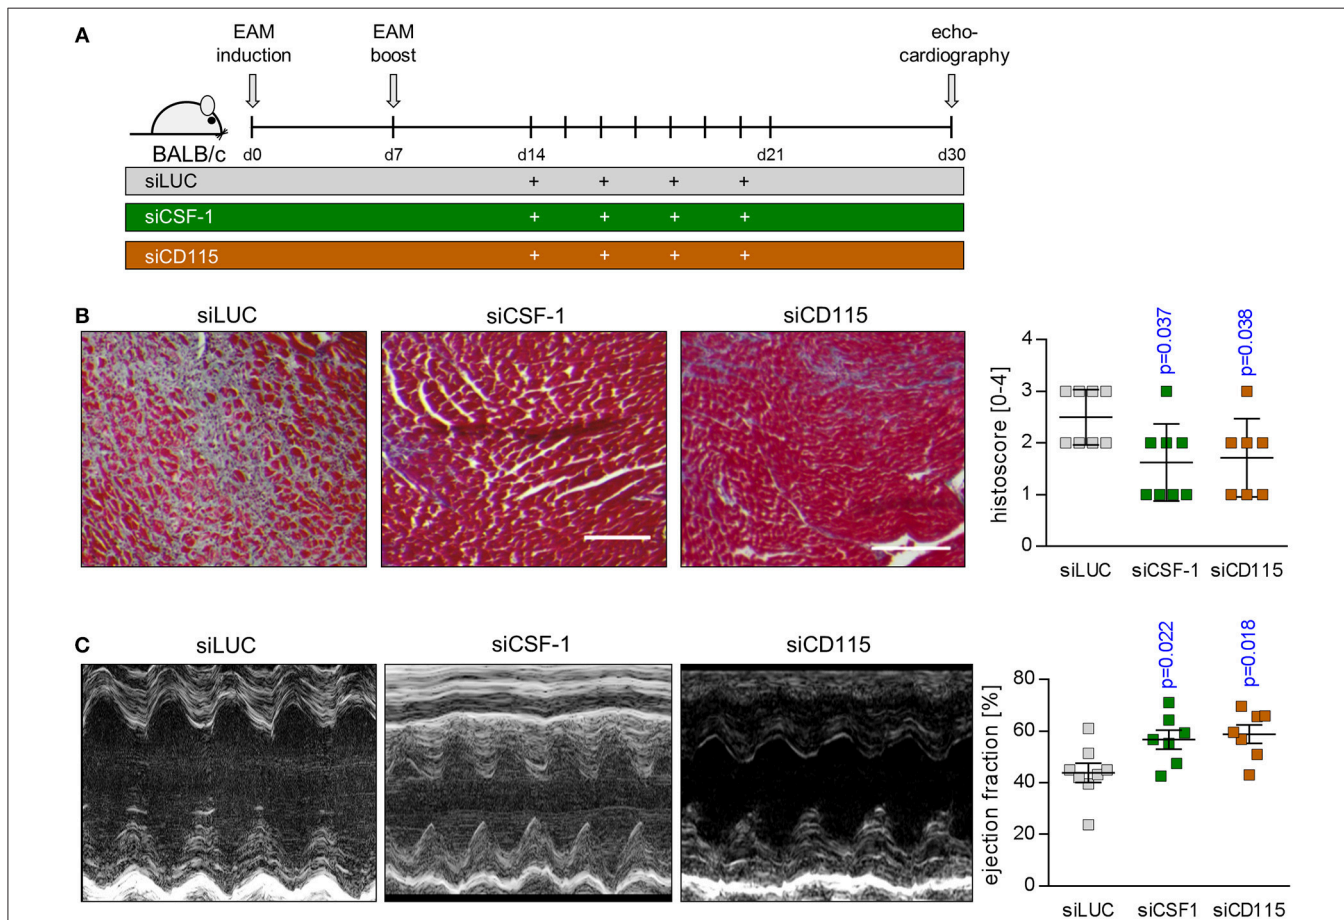 A
EAM
induction
EAM
boost
echo-
cardiography
BALB/c
d0
d7
d14
d21
d30
siLUC + + + +
siCSF-1 + + + +
siCD115 + + + +
B
siLUC
siCSF-1
siCD115
p=0.037
p=0.038
histoscore [0-4]
4
3
2
1
0
siLUC
siCSF-1
siCD115
C
siLUC
siCSF-1
siCD115
p=0.022
p=0.018
ejection fraction [%]
80
60
40
20
0
siLUC
siCSF1
siCD115